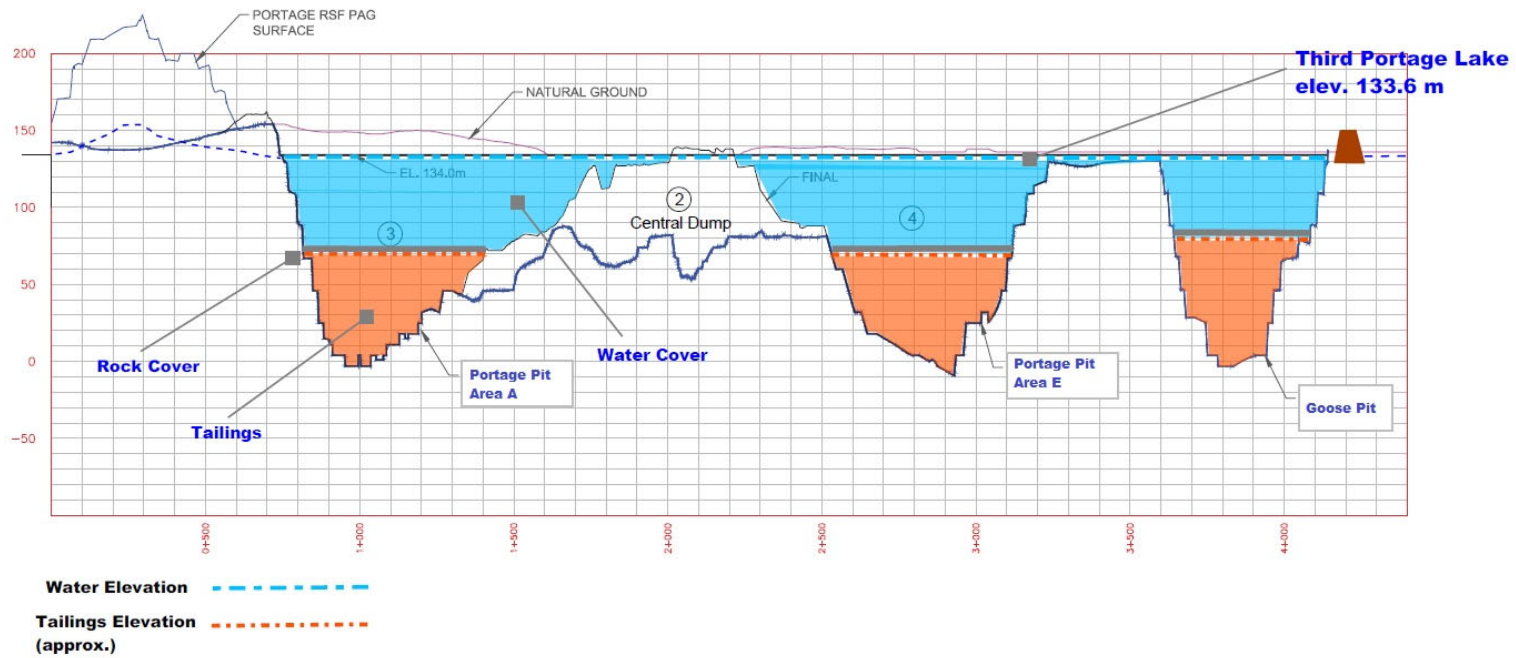 PORTAGE RSF PAG
SURFACE
200
150
100
50
0
−50
NATURAL GROUND
Third Portage Lake
elev. 133.6 m
EL. 134.0m
FINAL
2
Central Dump
3
4
Rock Cover
Water Cover
Tailings
Portage Pit
Area A
Portage Pit
Area E
Goose Pit
0+500
1+000
1+500
2+000
2+500
3+000
3+500
4+000
Water Elevation
Tailings Elevation
(approx.)